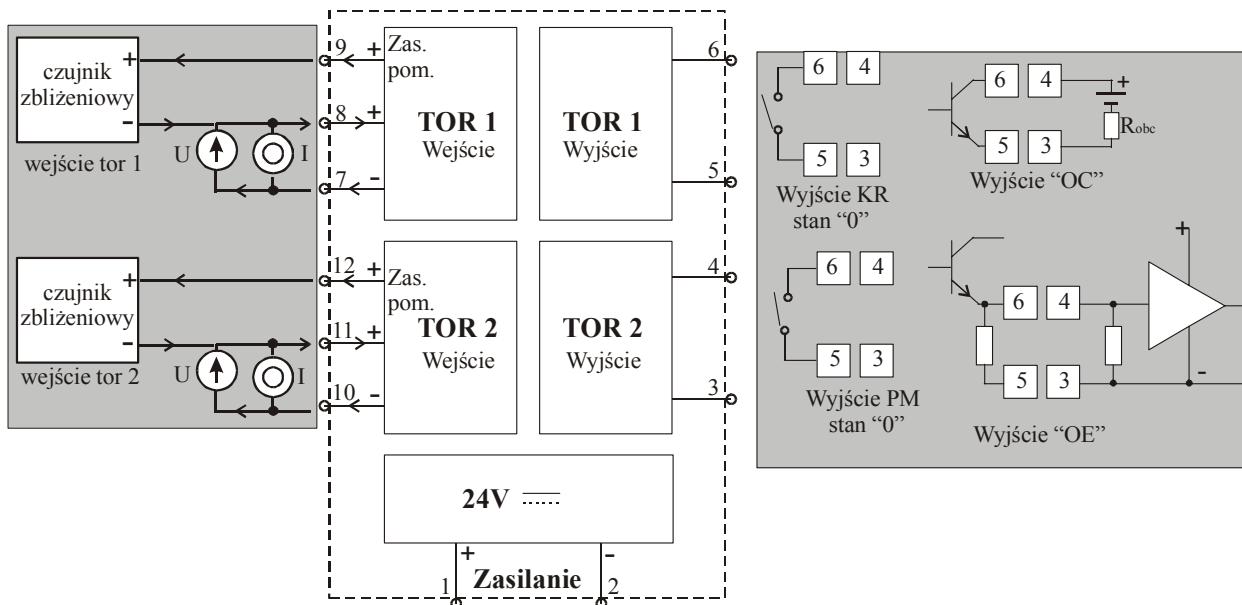 czujnik
zbliżeniowy
+
-
wejście tor 1
U
I
9
+
8
+
7
-
Zas.
pom.
TOR 1
Wejście
TOR 1
Wyjście
6
5
czujnik
zbliżeniowy
+
-
wejście tor 2
U
I
12
+
11
+
10
-
Zas.
pom.
TOR 2
Wejście
TOR 2
Wyjście
4
3
24V
+
-
1
Zasilanie
2
6 4
5 3
Wyjście KR
stan “0”
6 4
+
Robc
5 3
Wyjście “OC”
6 4
5 3
Wyjście PM
stan “0”
+
6 4
5 3
-
Wyjście “OE”